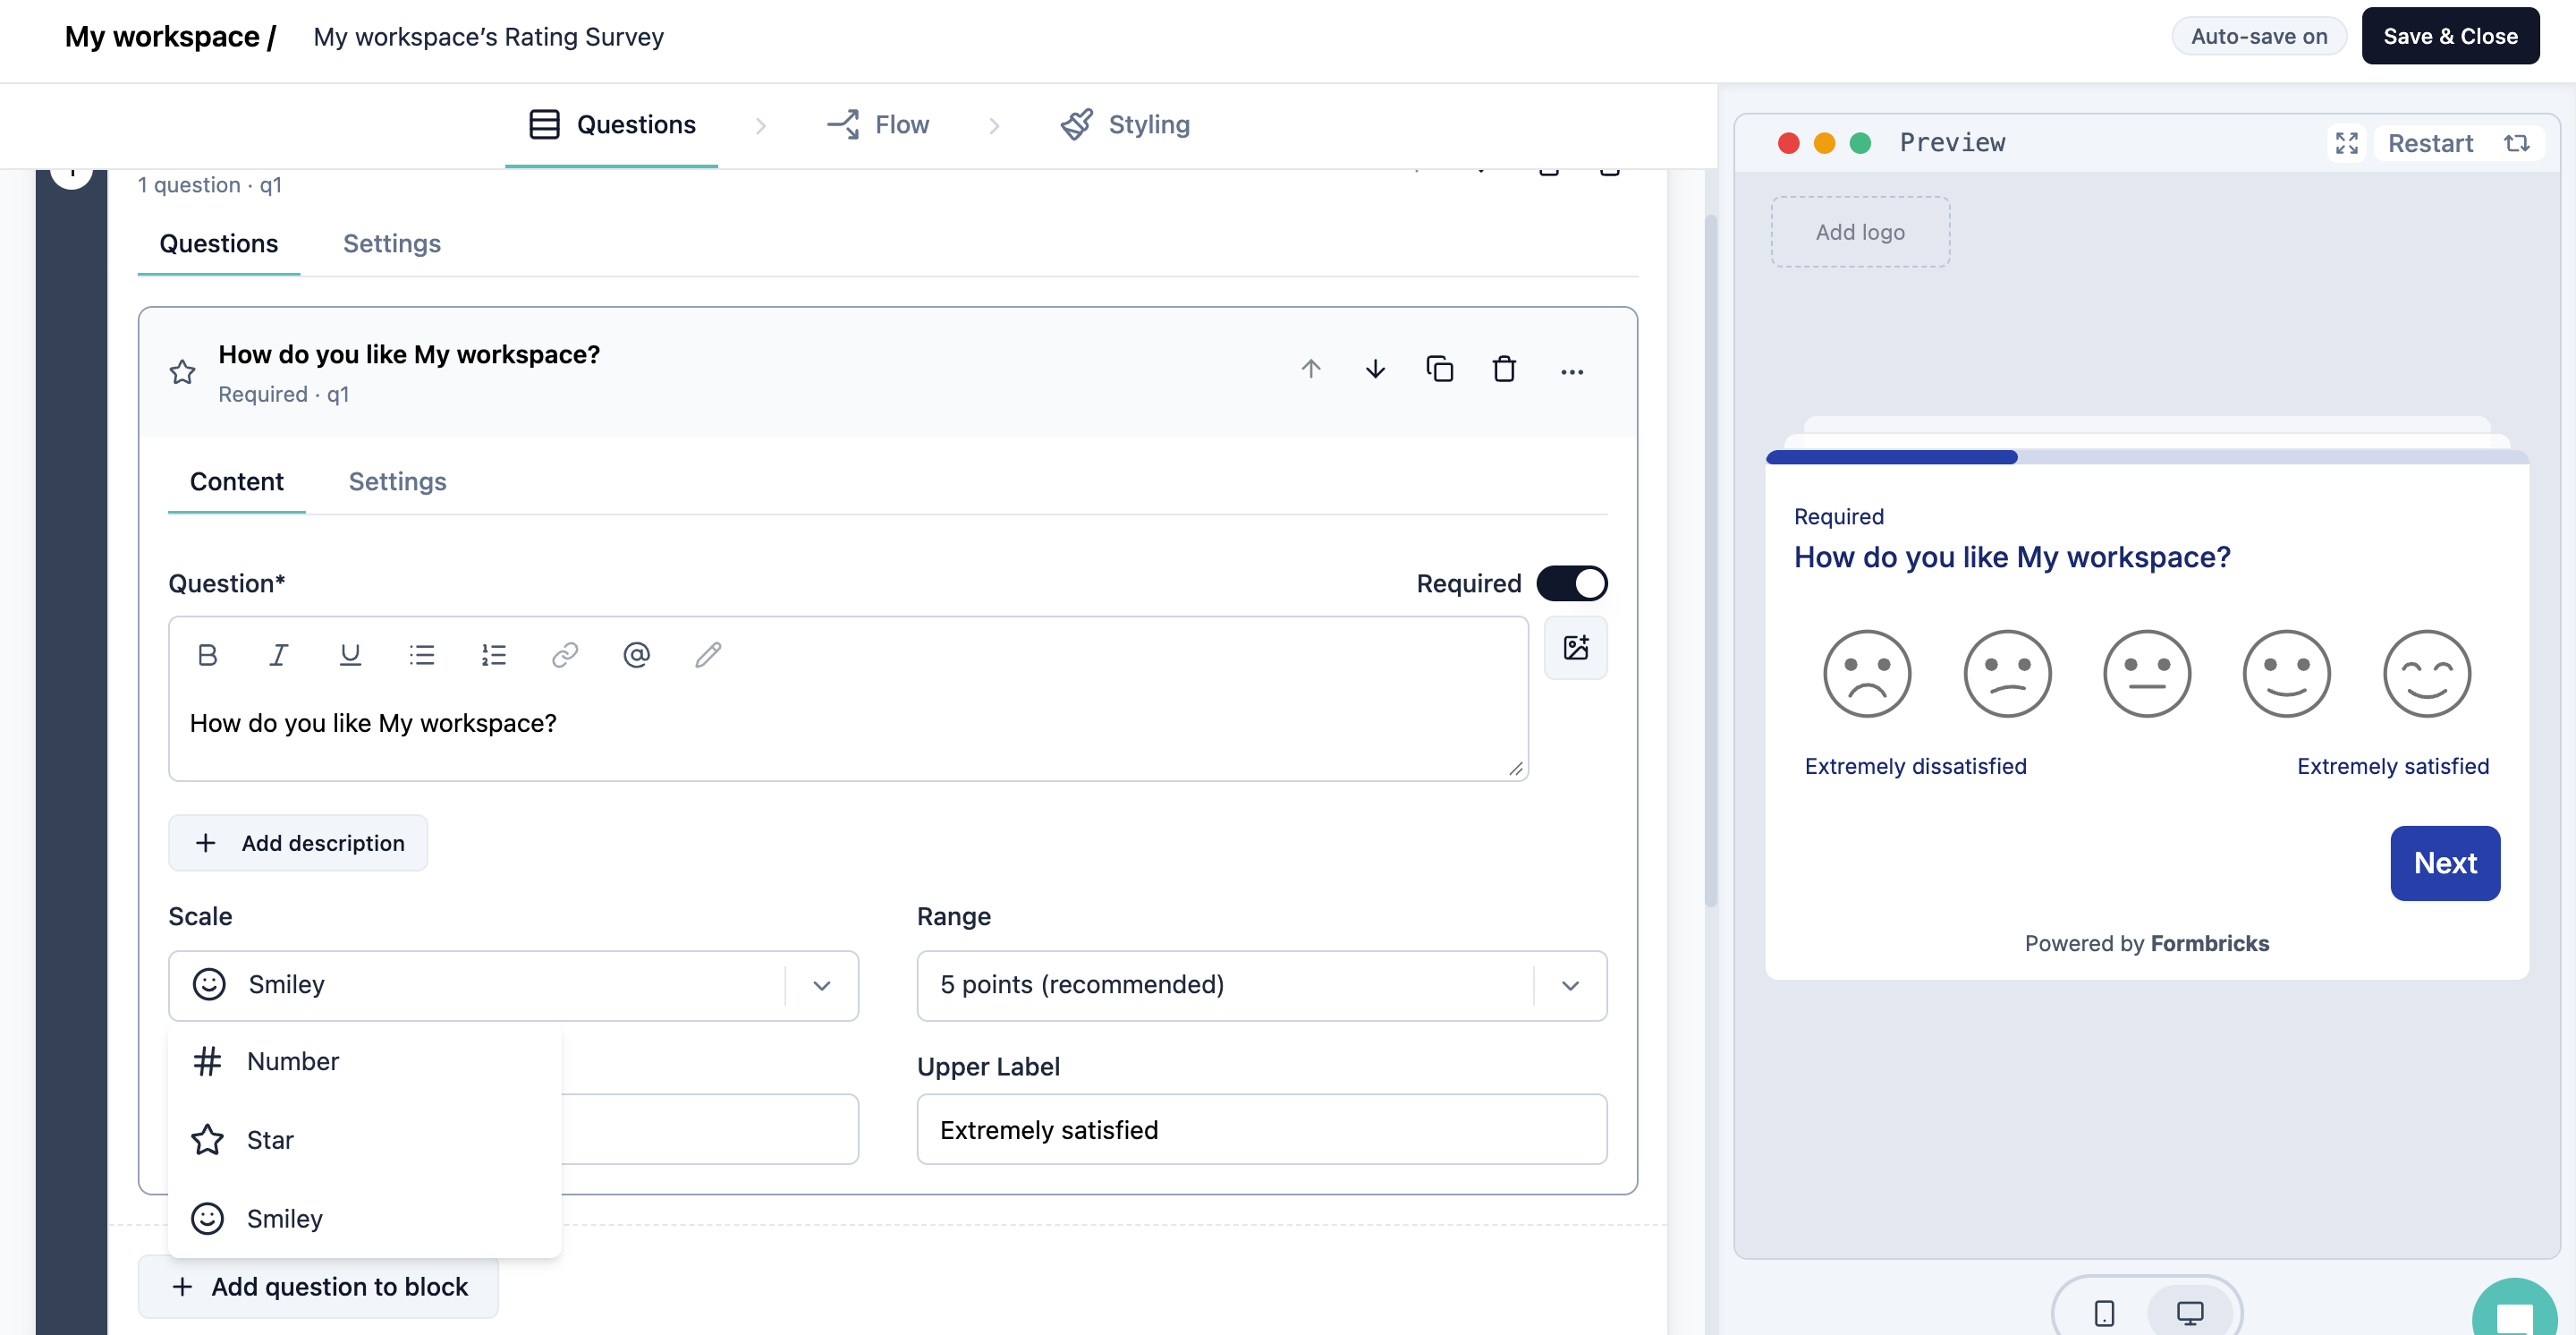 My workspace / My workspace’s Rating Survey
Auto-save on
Save & Close
Questions
Flow
Styling
1 question · q1
Questions
Settings
How do you like My workspace?
Required · q1
Content
Settings
Question*
Required
B I U @
How do you like My workspace?
+ Add description
Scale
Range
Smiley
5 points (recommended)
Number
Star
Smiley
Upper Label
Extremely satisfied
+ Add question to block
Preview
Restart
Add logo
Required
How do you like My workspace?
Extremely dissatisfied
Extremely satisfied
Next
Powered by Formbricks